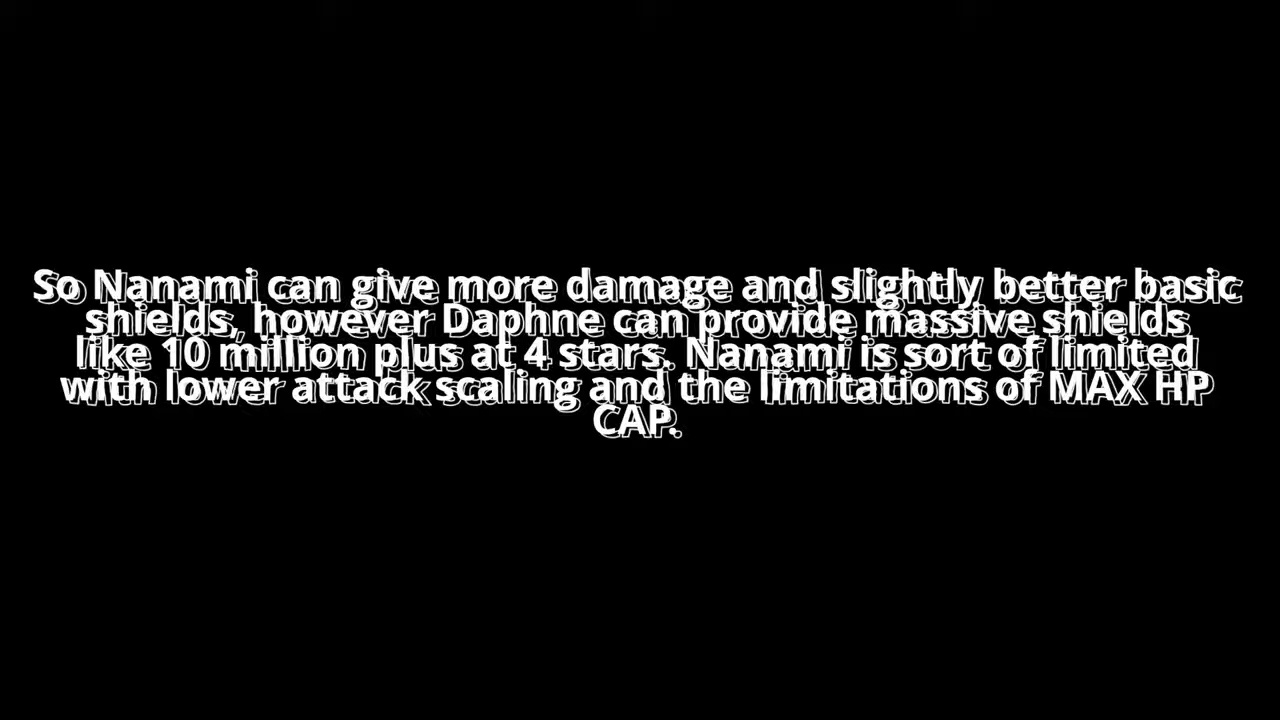 So Nanami can give more damage and slightly better basic
shields, however Daphne can provide massive shields
like 10 million plus at 4 stars. Nanami is sort of limited
with lower attack scaling and the limitations of MAX HP
CAP.